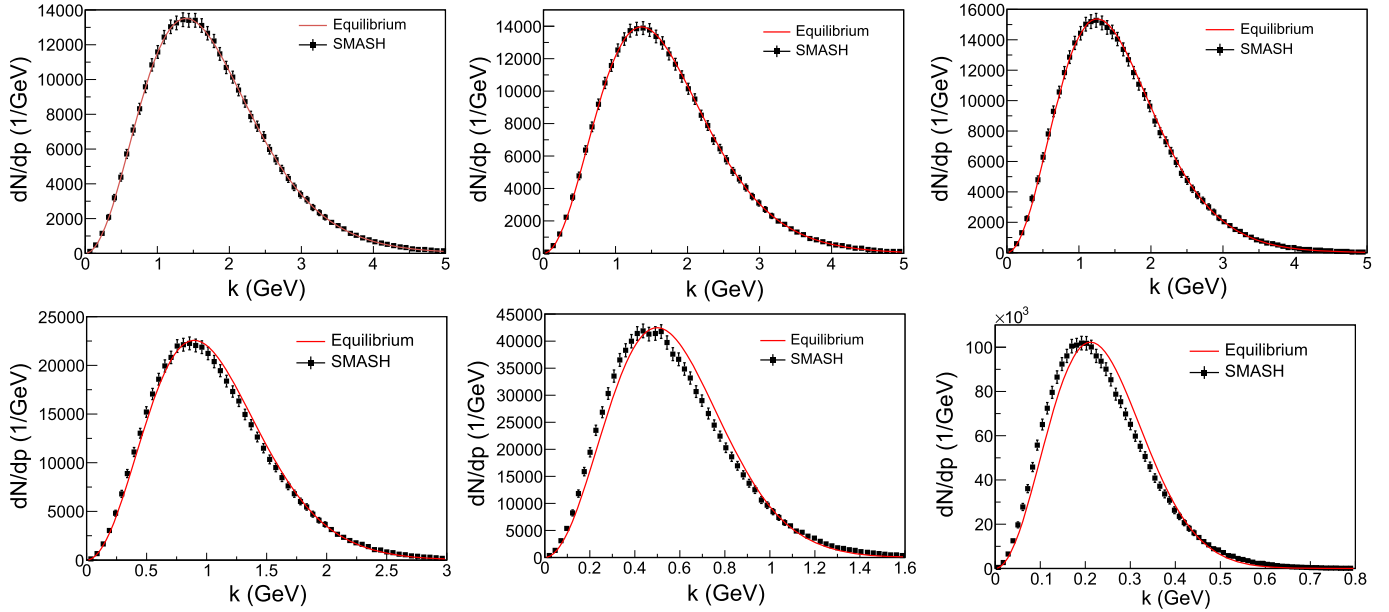 14000
12000
10000
8000
6000
4000
2000
0
dN/dp (1/GeV)
Equilibrium
SMASH
0 1 2 3 4 5
k (GeV)
14000
12000
10000
8000
6000
4000
2000
0
dN/dp (1/GeV)
Equilibrium
SMASH
0 1 2 3 4 5
k (GeV)
16000
14000
12000
10000
8000
6000
4000
2000
0
dN/dp (1/GeV)
Equilibrium
SMASH
0 1 2 3 4 5
k (GeV)
25000
20000
15000
10000
5000
0
dN/dp (1/GeV)
Equilibrium
SMASH
0 0.5 1 1.5 2 2.5 3
k (GeV)
45000
40000
35000
30000
25000
20000
15000
10000
5000
0
dN/dp (1/GeV)
Equilibrium
SMASH
0 0.2 0.4 0.6 0.8 1 1.2 1.4 1.6
k (GeV)
×10³
100
80
60
40
20
0
dN/dp (1/GeV)
Equilibrium
SMASH
0 0.1 0.2 0.3 0.4 0.5 0.6 0.7 0.8
k (GeV)